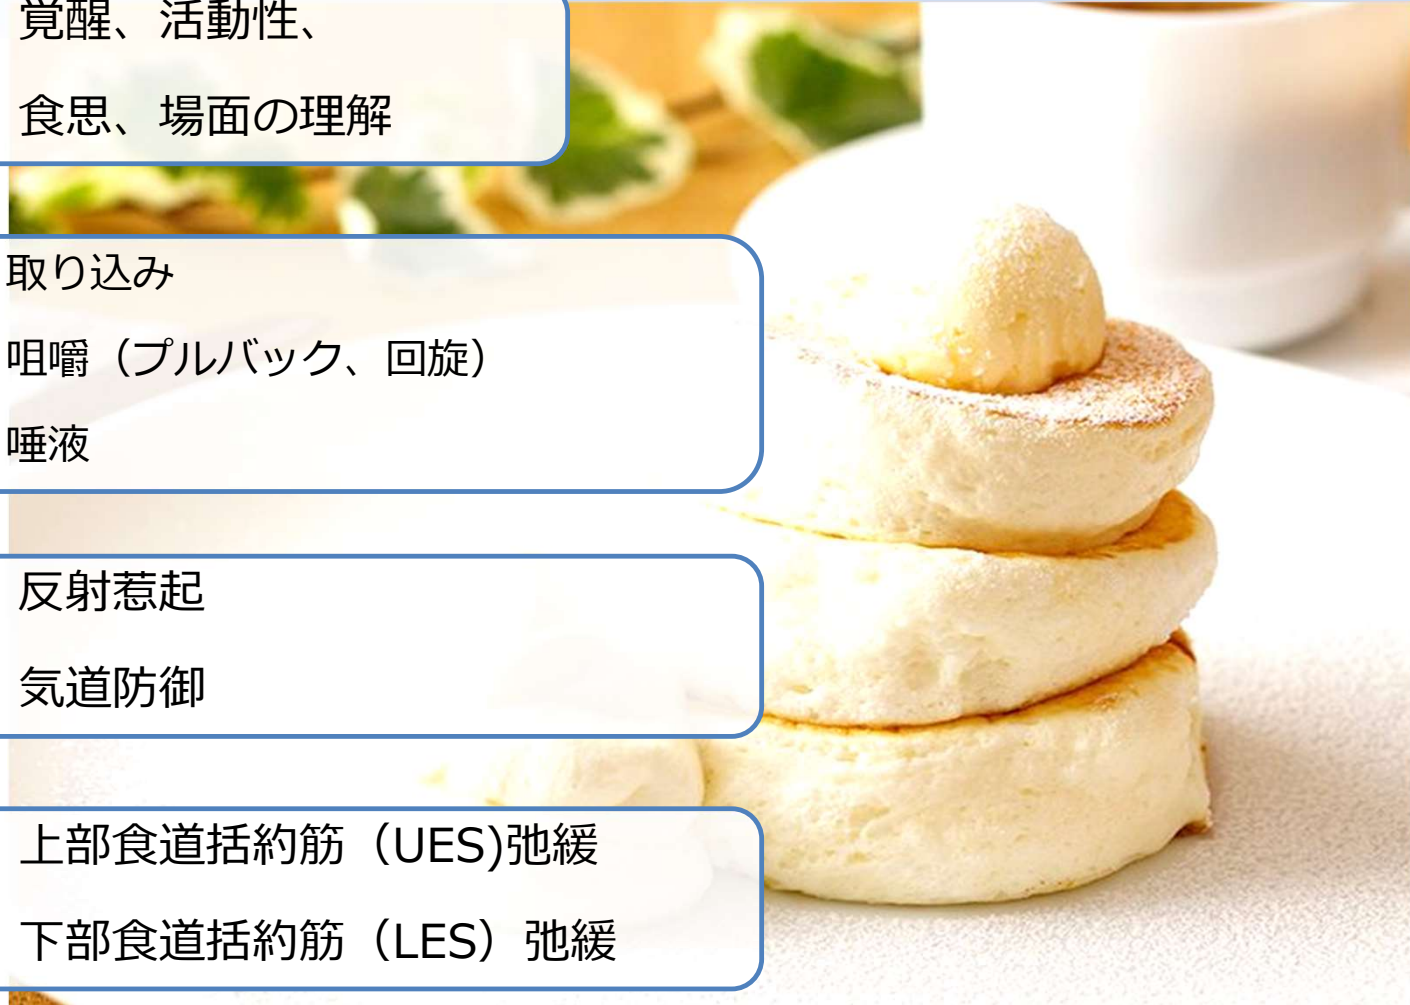 覚醒、活動性、
食思、場面の理解
取り込み
咀嚼（プルバック、回旋）
唾液
反射惹起
気道防御
上部食道括約筋（UES)弛緩
下部食道括約筋（LES）弛緩